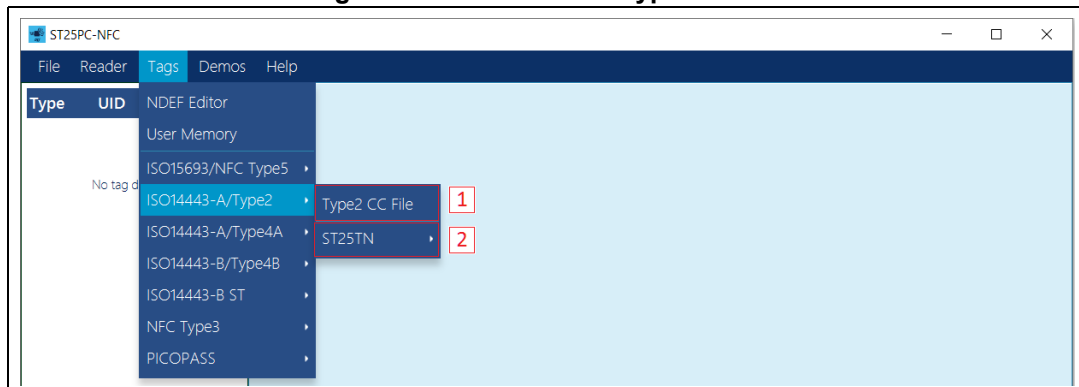 ST25PC-NFC
File Reader Tags Demos Help
Type UID
NDEF Editor
User Memory
ISO15693/NFC Type5
No tag d
ISO14443-A/Type2
Type2 CC File
1
ISO14443-A/Type4A
ST25TN
2
ISO14443-B/Type4B
ISO14443-B ST
NFC Type3
PICOPASS